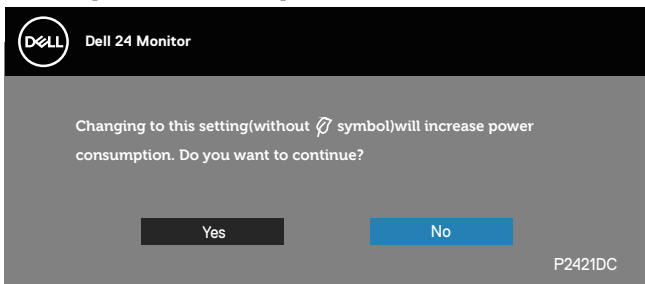 DELL
Dell 24 Monitor
Changing to this setting(without symbol)will increase power
consumption. Do you want to continue?
Yes No
P2421DC